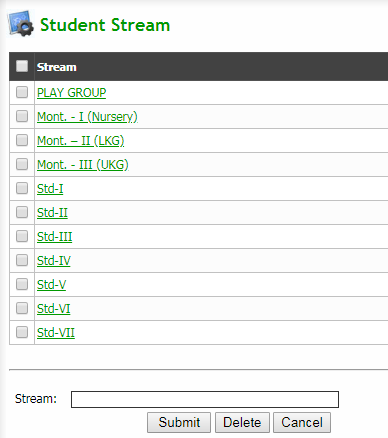 Student Stream
Stream
PLAY GROUP
Mont. - I (Nursery)
Mont. – II (LKG)
Mont. - III (UKG)
Std-I
Std-II
Std-III
Std-IV
Std-V
Std-VI
Std-VII
Stream:
Submit Delete Cancel